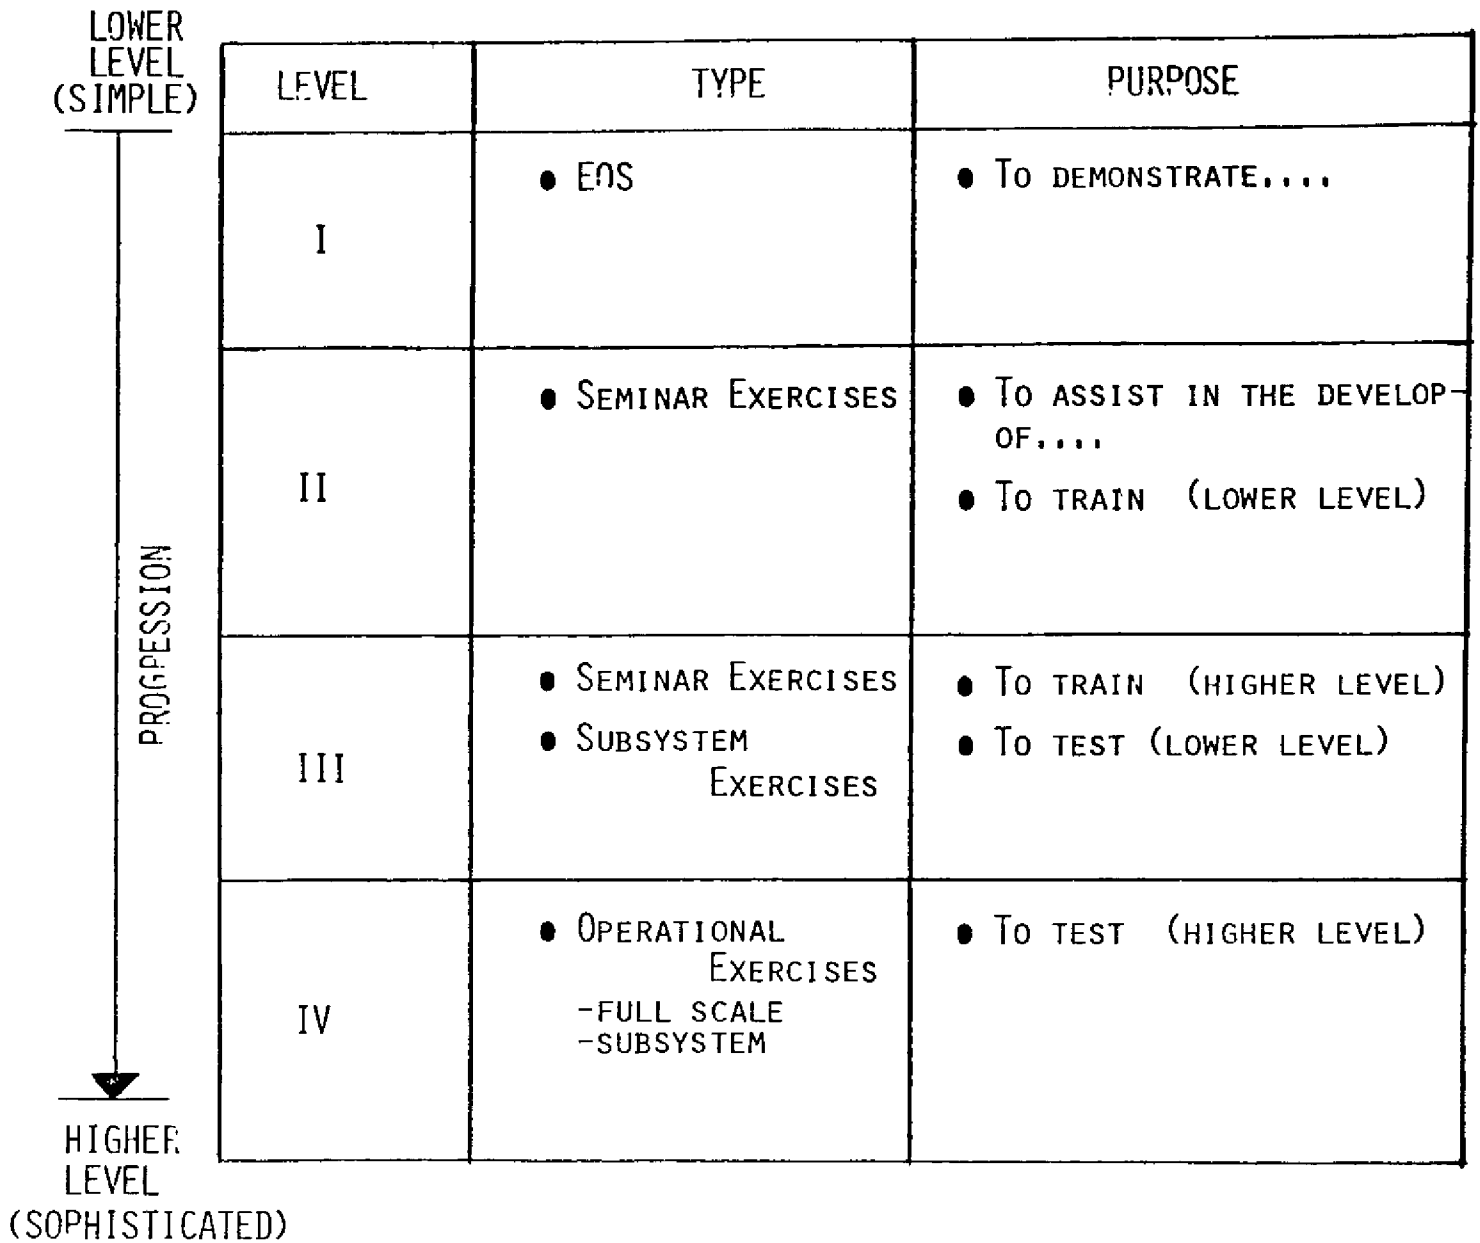 LOWER
LEVEL
(SIMPLE)
LEVEL
TYPE
PURPOSE
I
● EOS
● TO DEMONSTRATE....
II
● SEMINAR EXERCISES
● TO ASSIST IN THE DEVELOP-
OF....
● TO TRAIN (LOWER LEVEL)
III
● SEMINAR EXERCISES
● SUBSYSTEM
EXERCISES
● TO TRAIN (HIGHER LEVEL)
● TO TEST (LOWER LEVEL)
IV
● OPERATIONAL
EXERCISES
-FULL SCALE
-SUBSYSTEM
● TO TEST (HIGHER LEVEL)
PROGRESSION
HIGHER
LEVEL
(SOPHISTICATED)